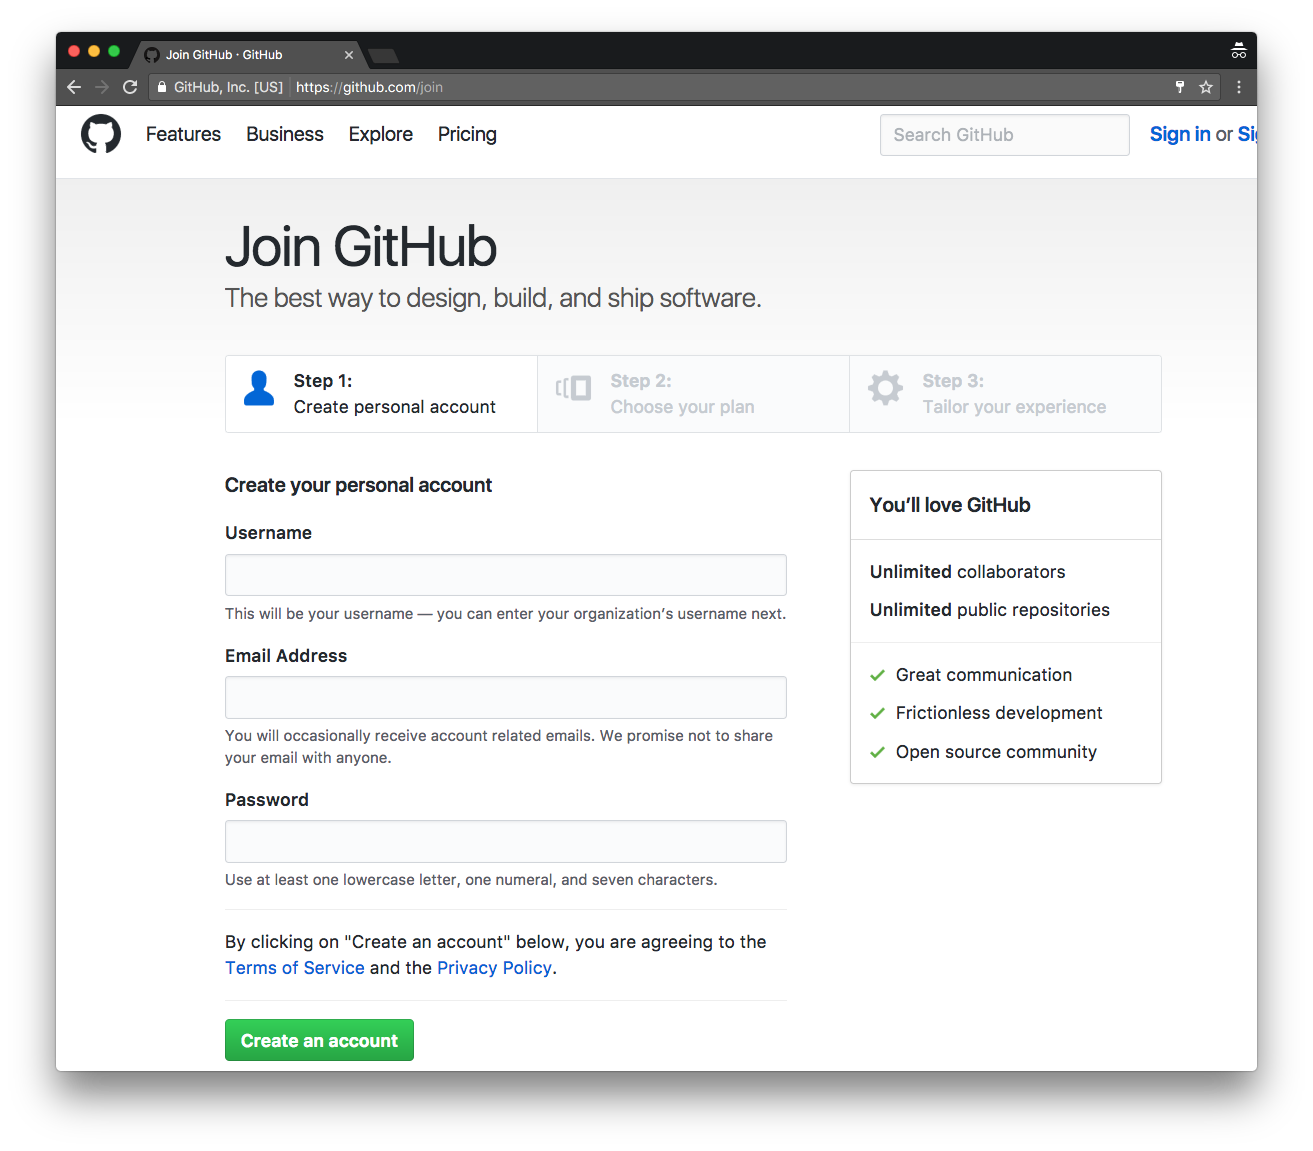 Join GitHub · GitHub
GitHub, Inc. [US] https://github.com/join
Features Business Explore Pricing Search GitHub Sign in or
Join GitHub
The best way to design, build, and ship software.
Step 1:
Create personal account
Step 2:
Choose your plan
Step 3:
Tailor your experience
Create your personal account
Username
This will be your username — you can enter your organization’s username next.
Email Address
You will occasionally receive account related emails. We promise not to share
your email with anyone.
Password
Use at least one lowercase letter, one numeral, and seven characters.
By clicking on "Create an account" below, you are agreeing to the
Terms of Service and the Privacy Policy.
Create an account
You’ll love GitHub
Unlimited collaborators
Unlimited public repositories
Great communication
Frictionless development
Open source community